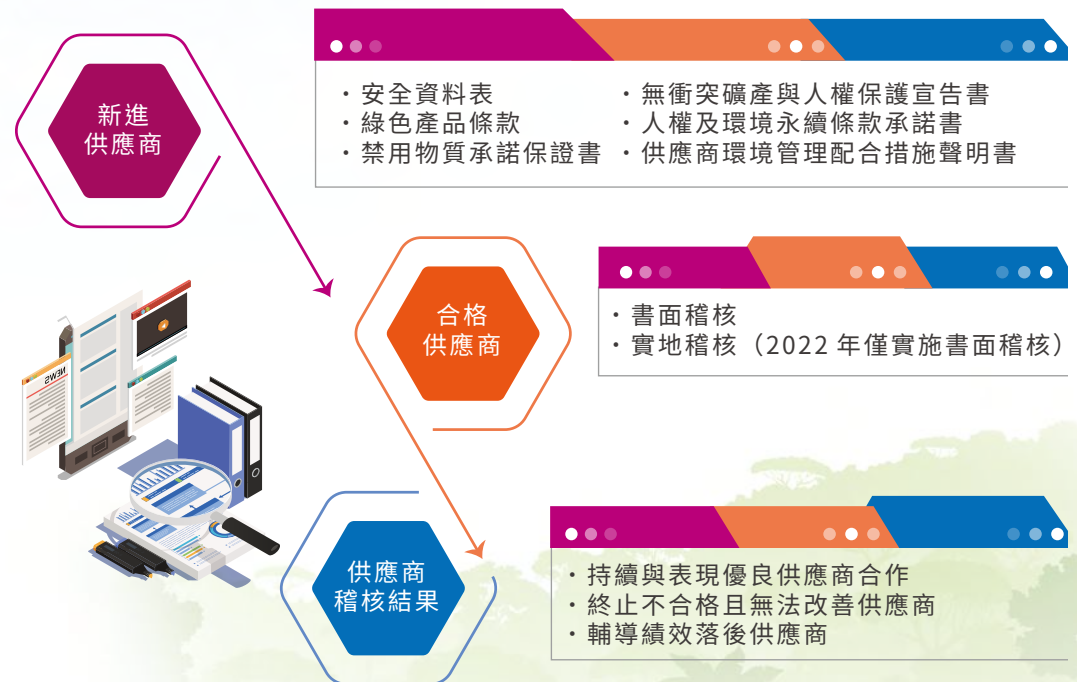 新進
供應商
・安全資料表
・綠色產品條款
・禁用物質承諾保證書
・無衝突礦產與人權保護宣告書
・人權及環境永續條款承諾書
・供應商環境管理配合措施聲明書
合格
供應商
・書面稽核
・實地稽核（2022 年僅實施書面稽核）
NEWS
供應商
稽核結果
・持續與表現優良供應商合作
・終止不合格且無法改善供應商
・輔導績效落後供應商